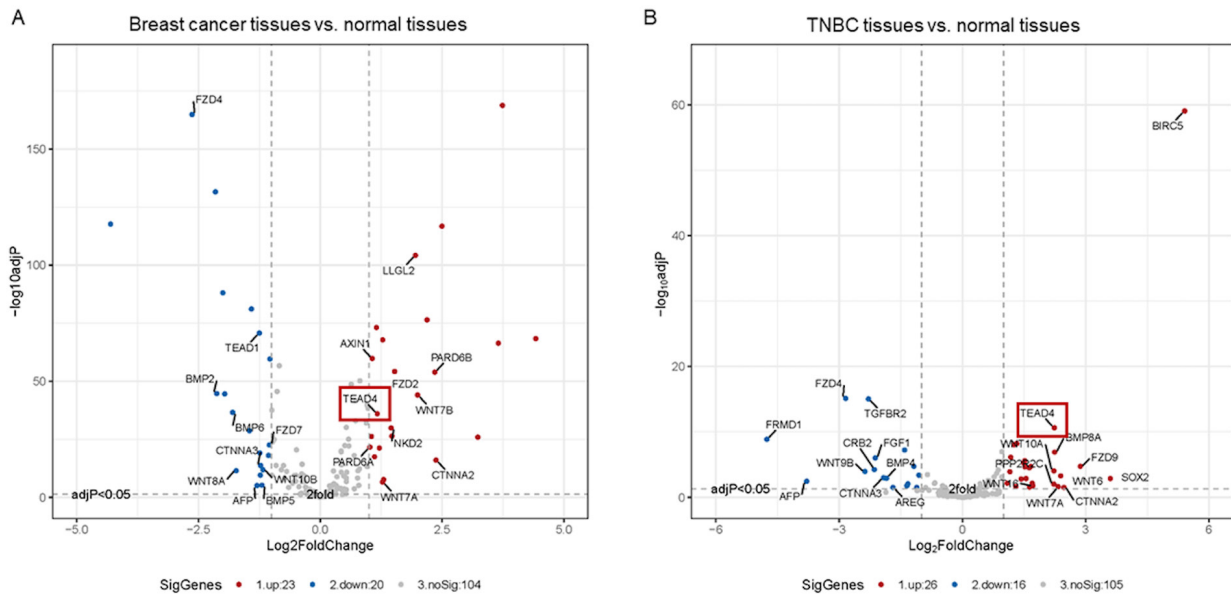 A
Breast cancer tissues vs. normal tissues
-log10adjP
150
100
50
0
FZD4
LLGL2
TEAD1
AXIN1
PARD6B
BMP2
FZD2
TEAD4
WNT7B
BMP6
FZD7
NKD2
CTNNA3
PARD6A
CTNNA2
WNT8A
WNT10B
WNT7A
AFP
BMP5
adjP<0.05
2fold
-5.0
-2.5
0.0
2.5
5.0
Log2FoldChange
SigGenes 1.up:23 2.down:20 3.noSig:104
B
TNBC tissues vs. normal tissues
-log₁₀adjP
60
40
20
0
BIRC5
FZD4
TGFBR2
TEAD4
FRMD1
CRB2
FGF1
WNT10A
BMP8A
WNT9B
BMP4
FZD9
AFP
CTNNA3
WNT6
SOX2
AREG
WNT7A
CTNNA2
adjP<0.05
2fold
-6
-3
0
3
6
Log₂FoldChange
SigGenes 1.up:26 2.down:16 3.noSig:105